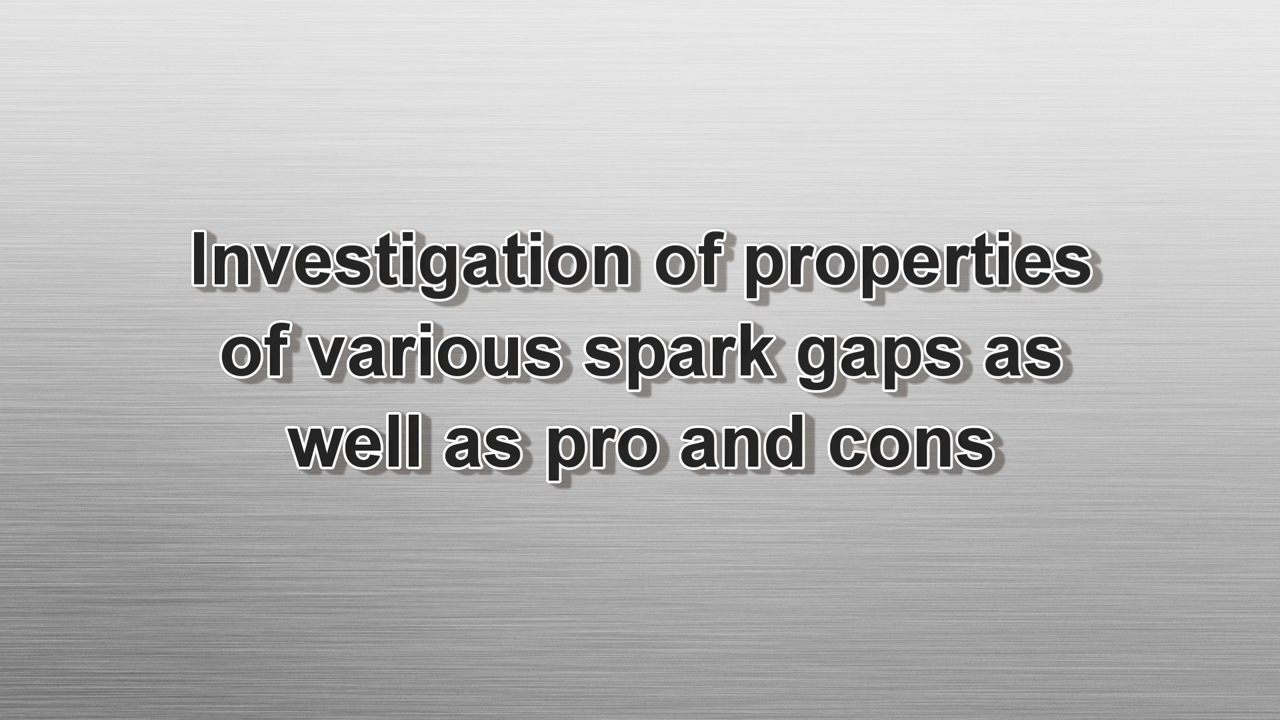 Investigation of properties
of various spark gaps as
well as pro and cons